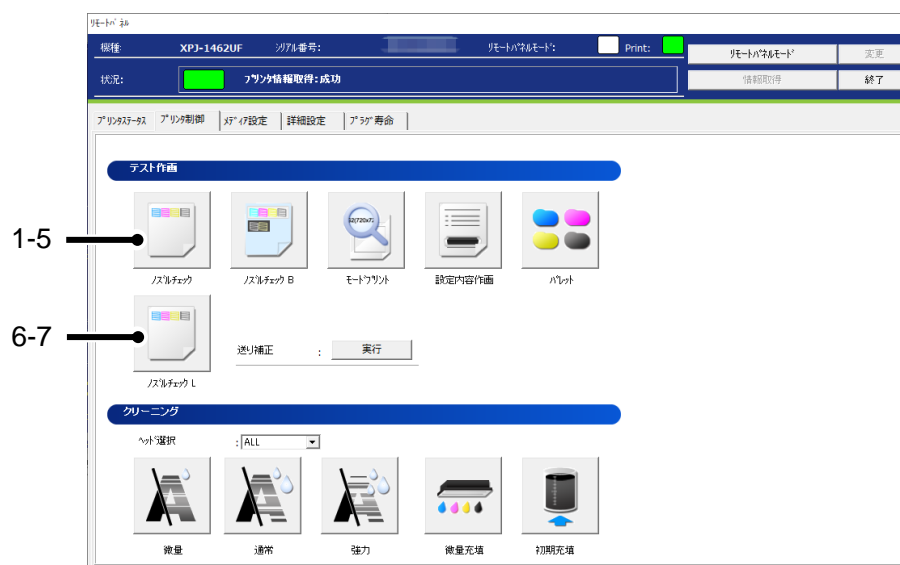 リモートパネル
機種: XPJ-1462UF シリアル番号: リモートパネルモード: Print:
リモートパネルモード 変更
状況: プリンタ情報取得:成功
情報取得 終了
プリンタステータス プリンタ制御 メディア設定 詳細設定 プラグ寿命
テスト作画
1-5
S2(720x72
ノズルチェック ノズルチェック B モードプリント 設定内容作画 パレット
6-7
送り補正 : 実行
ノズルチェック L
クリーニング
ヘッド選択 : ALL
微量 通常 強力 微量充填 初期充填